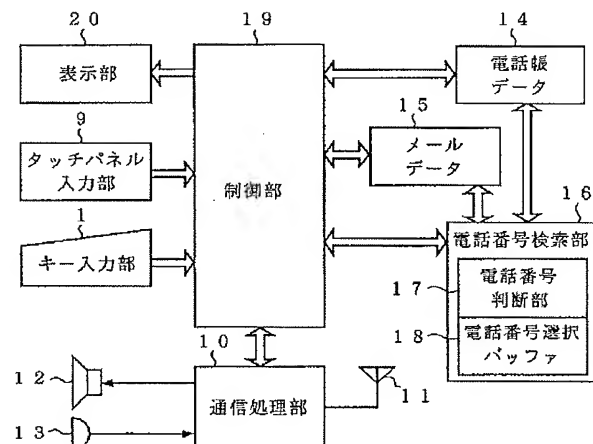 20
19
14
表示部
電話帳
データ
15
9
メール
データ
タッチパネル
入力部
制御部
16
1
電話番号検索部
キー入力部
17
電話番号
判断部
18
電話番号選択
バッファ
10
12
通信処理部
11
13